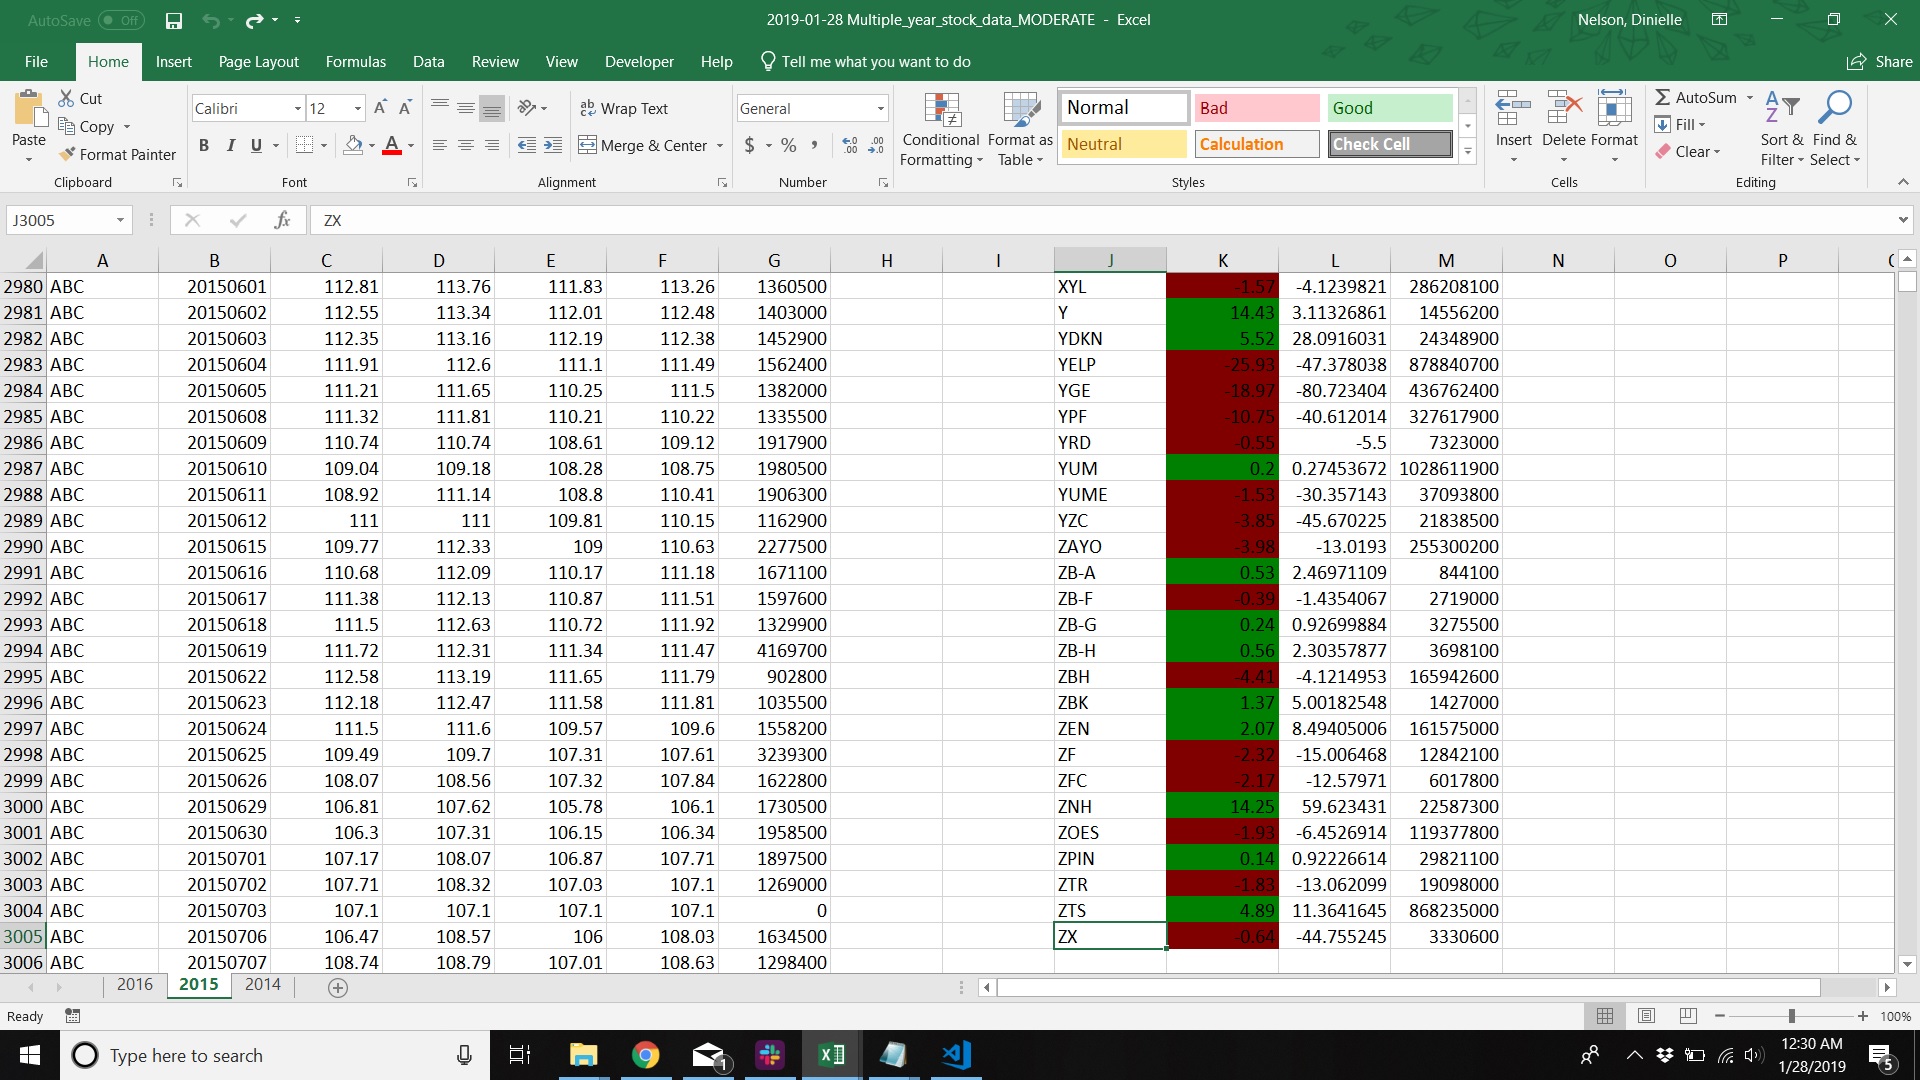 AutoSave Off
2019-01-28 Multiple_year_stock_data_MODERATE - Excel
Nelson, Dinielle
File Home Insert Page Layout Formulas Data Review View Developer Help Tell me what you want to do Share
Cut
Copy
Format Painter
Paste
Clipboard
Calibri 12
B I U
Font
Wrap Text
Merge & Center
Alignment
General
$ % ,
Number
Conditional Formatting
Format as Table
Normal Bad Good
Neutral Calculation Check Cell
Styles
Insert Delete Format
Cells
AutoSum
Fill
Clear
Sort & Filter
Find & Select
Editing
J3005 fx ZX
A B C D E F G H I J K L M N O P
2980 ABC 20150601 112.81 113.76 111.83 113.26 1360500 XYL -1.57 -4.1239821 286208100
2981 ABC 20150602 112.55 113.34 112.01 112.48 1403000 Y 14.43 3.11326861 14556200
2982 ABC 20150603 112.35 113.16 112.19 112.38 1452900 YDKN 5.52 28.0916031 24348900
2983 ABC 20150604 111.91 112.6 111.1 111.49 1562400 YELP -25.93 -47.378038 878840700
2984 ABC 20150605 111.21 111.65 110.25 111.5 1382000 YGE -18.97 -80.723404 436762400
2985 ABC 20150608 111.32 111.81 110.21 110.22 1335500 YPF -10.75 -40.612014 327617900
2986 ABC 20150609 110.74 110.74 108.61 109.12 1917900 YRD -0.55 -5.5 7323000
2987 ABC 20150610 109.04 109.18 108.28 108.75 1980500 YUM 0.2 0.27453672 1028611900
2988 ABC 20150611 108.92 111.14 108.8 110.41 1906300 YUME -1.53 -30.357143 37093800
2989 ABC 20150612 111 111 109.81 110.15 1162900 YZC -3.85 -45.670225 21838500
2990 ABC 20150615 109.77 112.33 109 110.63 2277500 ZAYO -3.98 -13.0193 255300200
2991 ABC 20150616 110.68 112.09 110.17 111.18 1671100 ZB-A 0.53 2.46971109 844100
2992 ABC 20150617 111.38 112.13 110.87 111.51 1597600 ZB-F -0.39 -1.4354067 2719000
2993 ABC 20150618 111.5 112.63 110.72 111.92 1329900 ZB-G 0.24 0.92699884 3275500
2994 ABC 20150619 111.72 112.31 111.34 111.47 4169700 ZB-H 0.56 2.30357877 3698100
2995 ABC 20150622 112.58 113.19 111.65 111.79 902800 ZBH -4.41 -4.1214953 165942600
2996 ABC 20150623 112.18 112.47 111.58 111.81 1035500 ZBK 1.37 5.00182548 1427000
2997 ABC 20150624 111.5 111.6 109.57 109.6 1558200 ZEN 2.07 8.49405006 161575000
2998 ABC 20150625 109.49 109.7 107.31 107.61 3239300 ZF -2.32 -15.006468 12842100
2999 ABC 20150626 108.07 108.56 107.32 107.84 1622800 ZFC -2.17 -12.57971 6017800
3000 ABC 20150629 106.81 107.62 105.78 106.1 1730500 ZNH 14.25 59.623431 22587300
3001 ABC 20150630 106.3 107.31 106.15 106.34 1958500 ZOES -1.93 -6.4526914 119377800
3002 ABC 20150701 107.17 108.07 106.87 107.71 1897500 ZPIN 0.14 0.92226614 29821100
3003 ABC 20150702 107.71 108.32 107.03 107.1 1269000 ZTR -1.83 -13.062099 19098000
3004 ABC 20150703 107.1 107.1 107.1 107.1 0 ZTS 4.89 11.3641645 868235000
3005 ABC 20150706 106.47 108.57 106 108.03 1634500 ZX -0.64 -44.755245 3330600
3006 ABC 20150707 108.74 108.79 107.01 108.63 1298400
2016 2015 2014
Ready 100%
Type here to search
1
12:30 AM
1/28/2019
5